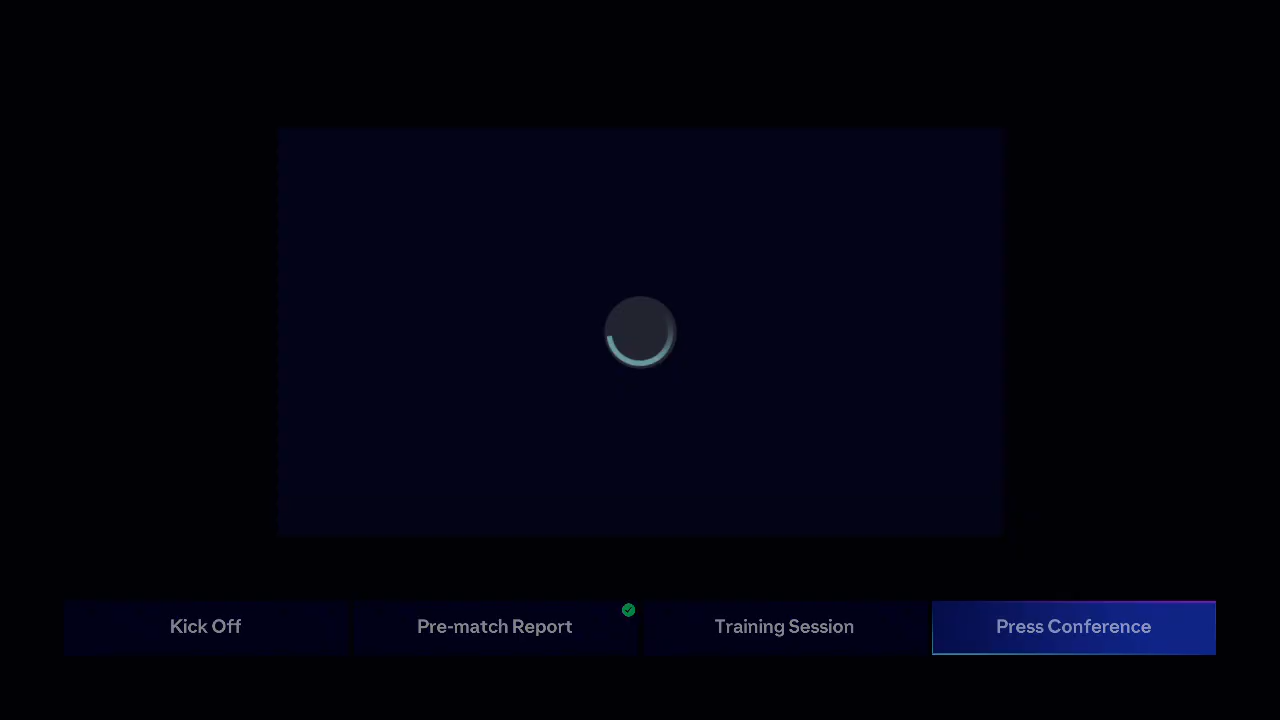 Kick Off
Pre-match Report
Training Session
Press Conference